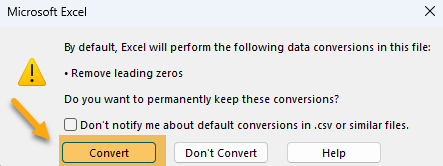 Microsoft Excel
By default, Excel will perform the following data conversions in this file:
• Remove leading zeros
Do you want to permanently keep these conversions?
Don't notify me about default conversions in .csv or similar files.
Convert Don't Convert Help